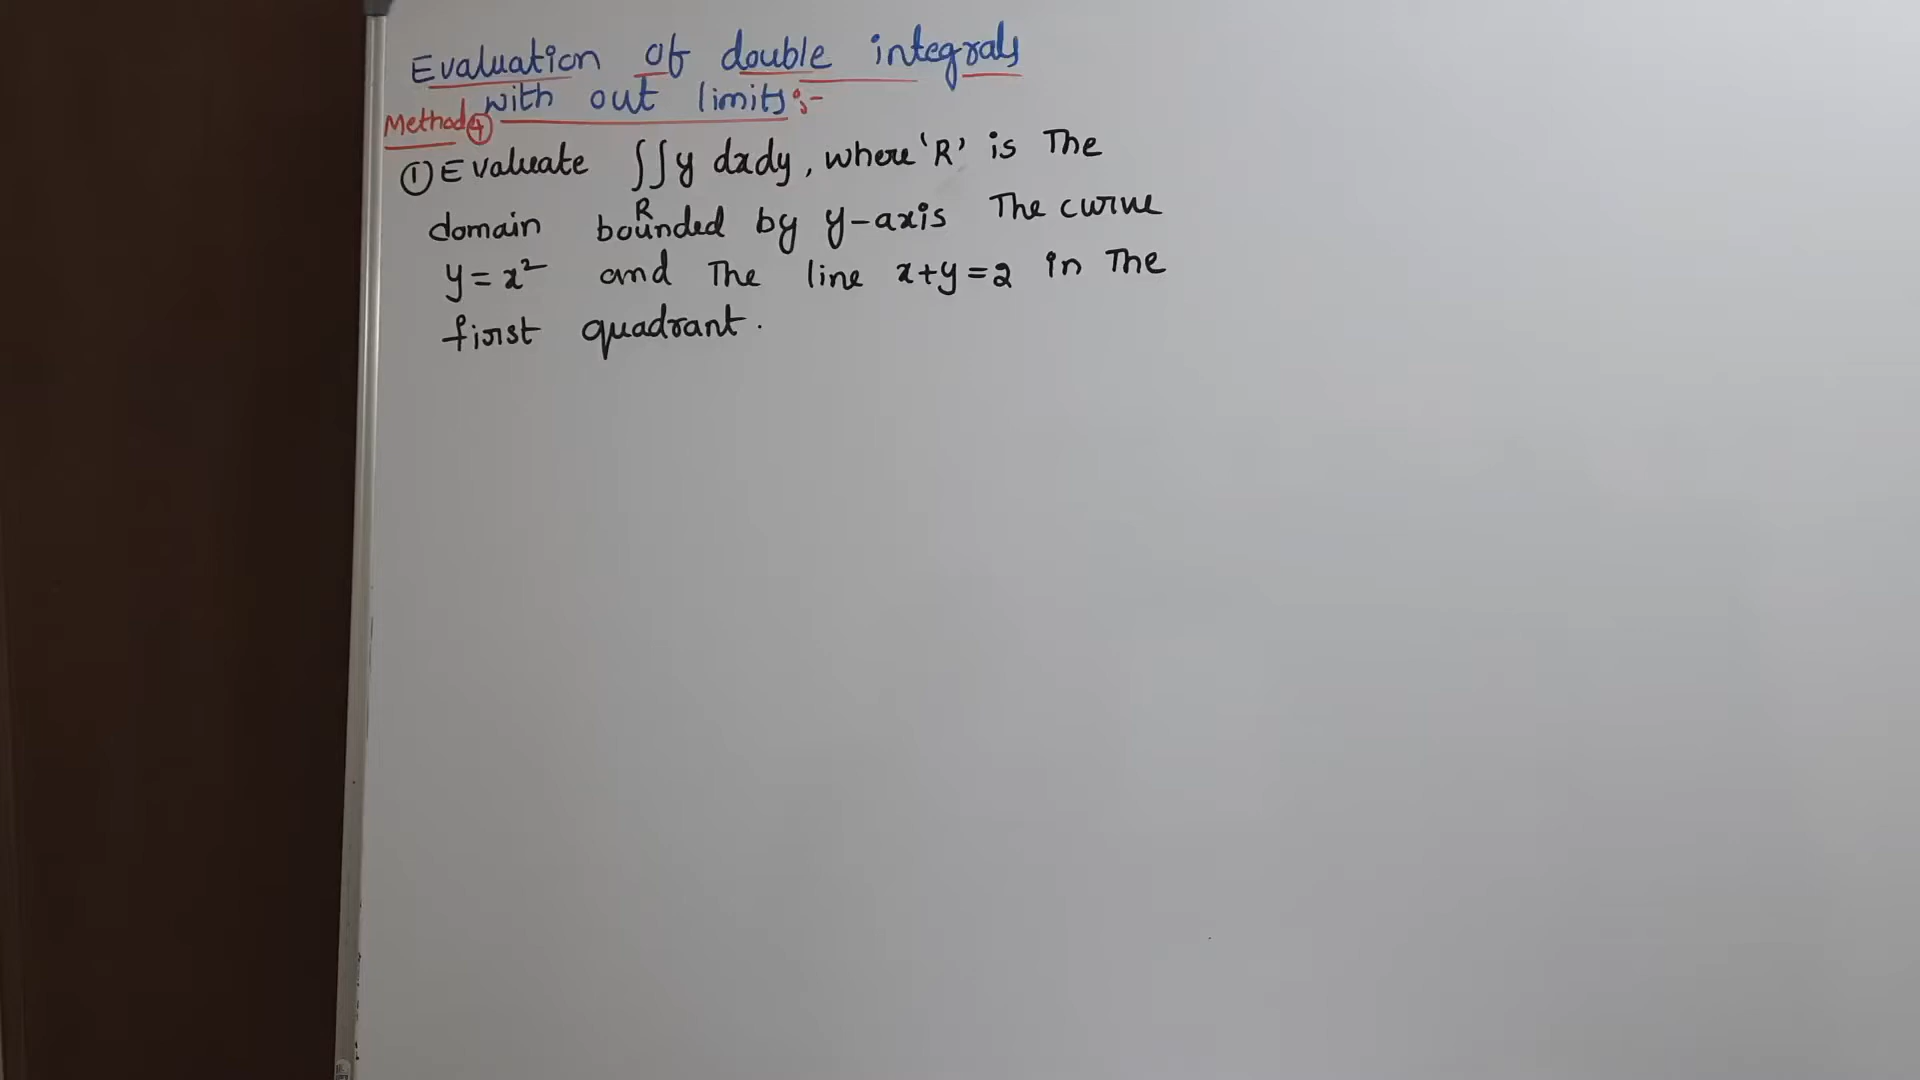 Evaluation of double integrals
with out limits:-
Method ④
① Evaluate ∬y dxdy, where 'R' is The
R
domain bounded by y-axis The curve
y = x² and The line x+y=2 in The
first quadrant.